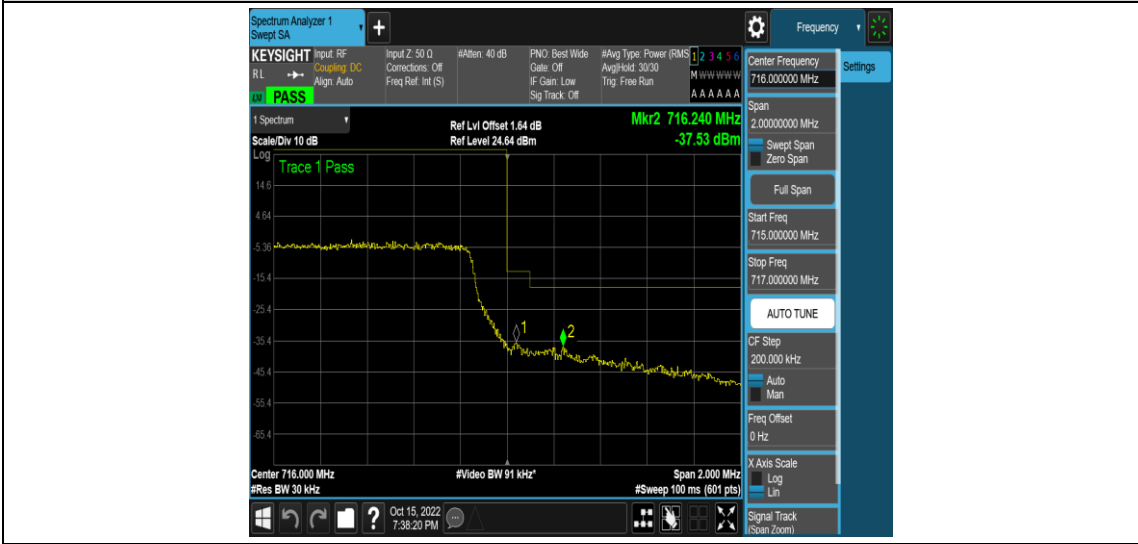 Spectrum Analyzer 1
Swept SA
+
Frequency
KEYSIGHT
RL
PASS
Input: RF
Coupling: DC
Align: Auto
Input Z: 50 Ω
Corrections: Off
Freq Ref: Int (S)
#Atten: 40 dB
PNO: Best Wide
Gate: Off
IF Gain: Low
Sig Track: Off
#Avg Type: Power (RMS
Avg|Hold: 30/30
Trig: Free Run
1 2 3 4 5 6
M W W W W W
A A A A A A
1 Spectrum
Scale/Div 10 dB
Ref Lvl Offset 1.64 dB
Ref Level 24.64 dBm
Mkr2 716.240 MHz
-37.53 dBm
Log
Trace 1 Pass
14.6
4.64
-5.36
-15.4
-25.4
-35.4
-45.4
-55.4
-65.4
1
2
Center 716.000 MHz
#Res BW 30 kHz
#Video BW 91 kHz*
Span 2.000 MHz
#Sweep 100 ms (601 pts)
?
Oct 15, 2022
7:38:20 PM
Center Frequency
716.000000 MHz
Settings
Span
2.00000000 MHz
Swept Span
Zero Span
Full Span
Start Freq
715.000000 MHz
Stop Freq
717.000000 MHz
AUTO TUNE
CF Step
200.000 kHz
Auto
Man
Freq Offset
0 Hz
X Axis Scale
Log
Lin
Signal Track
(Span Zoom)